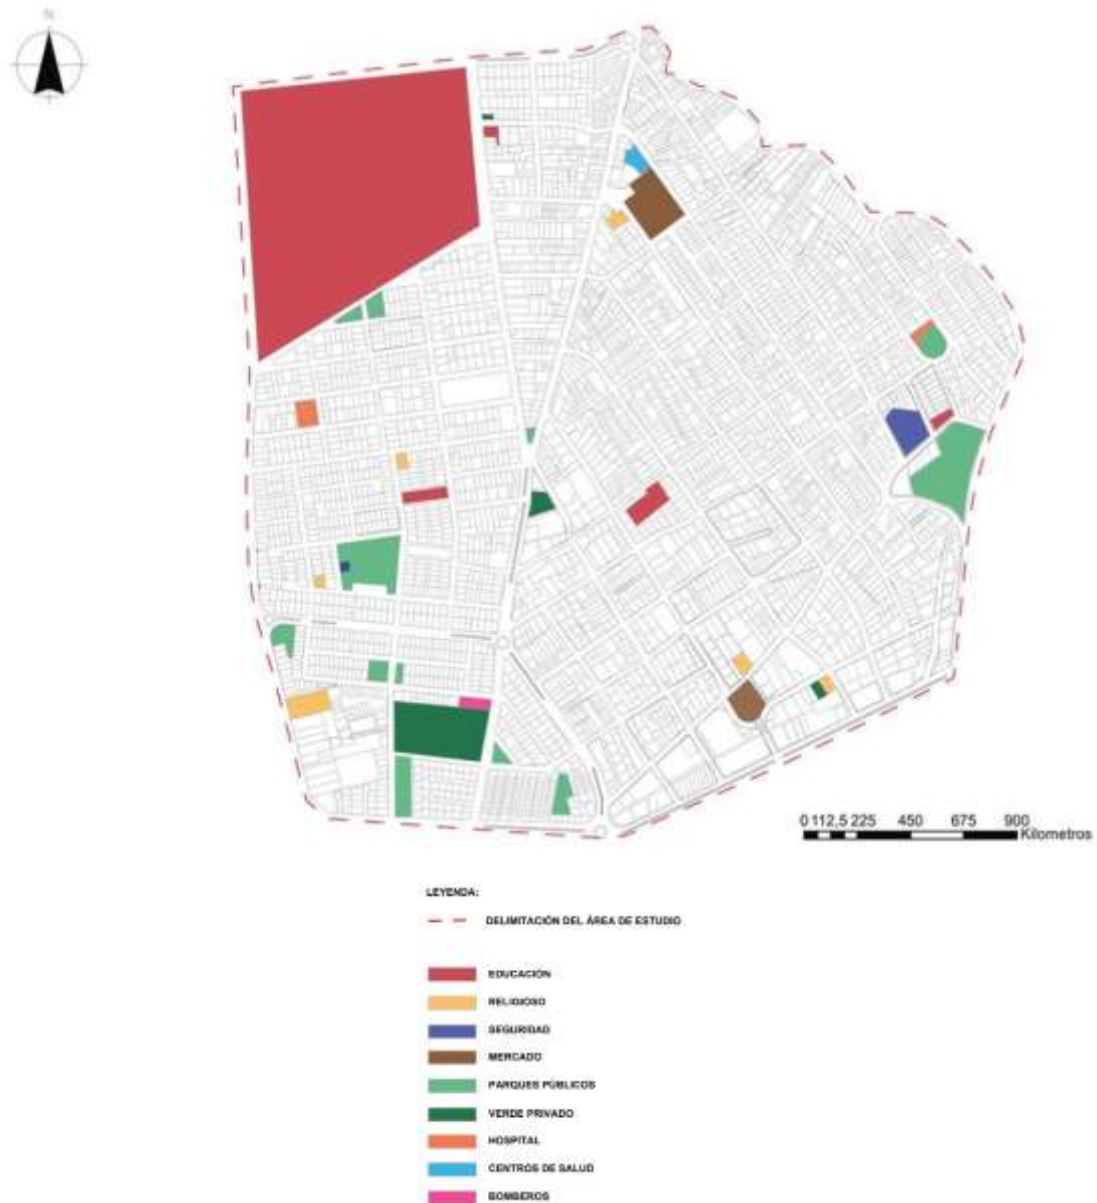 N
0 112,5 225 450 675 900
Kilometros
LEYENDA:
DELIMITACIÓN DEL ÁREA DE ESTUDIO
EDUCACIÓN
RELIGIOSO
SEGURIDAD
MERCADO
PARQUES PÚBLICOS
VERDE PRIVADO
HOSPITAL
CENTROS DE SALUD
BOMBEROS